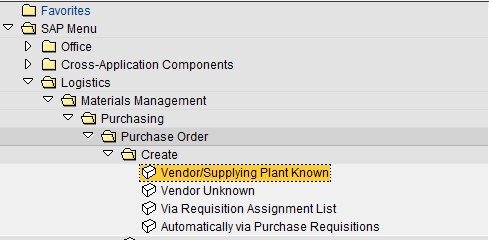 Favorites
SAP Menu
Office
Cross-Application Components
Logistics
Materials Management
Purchasing
Purchase Order
Create
Vendor/Supplying Plant Known
Vendor Unknown
Via Requisition Assignment List
Automatically via Purchase Requisitions